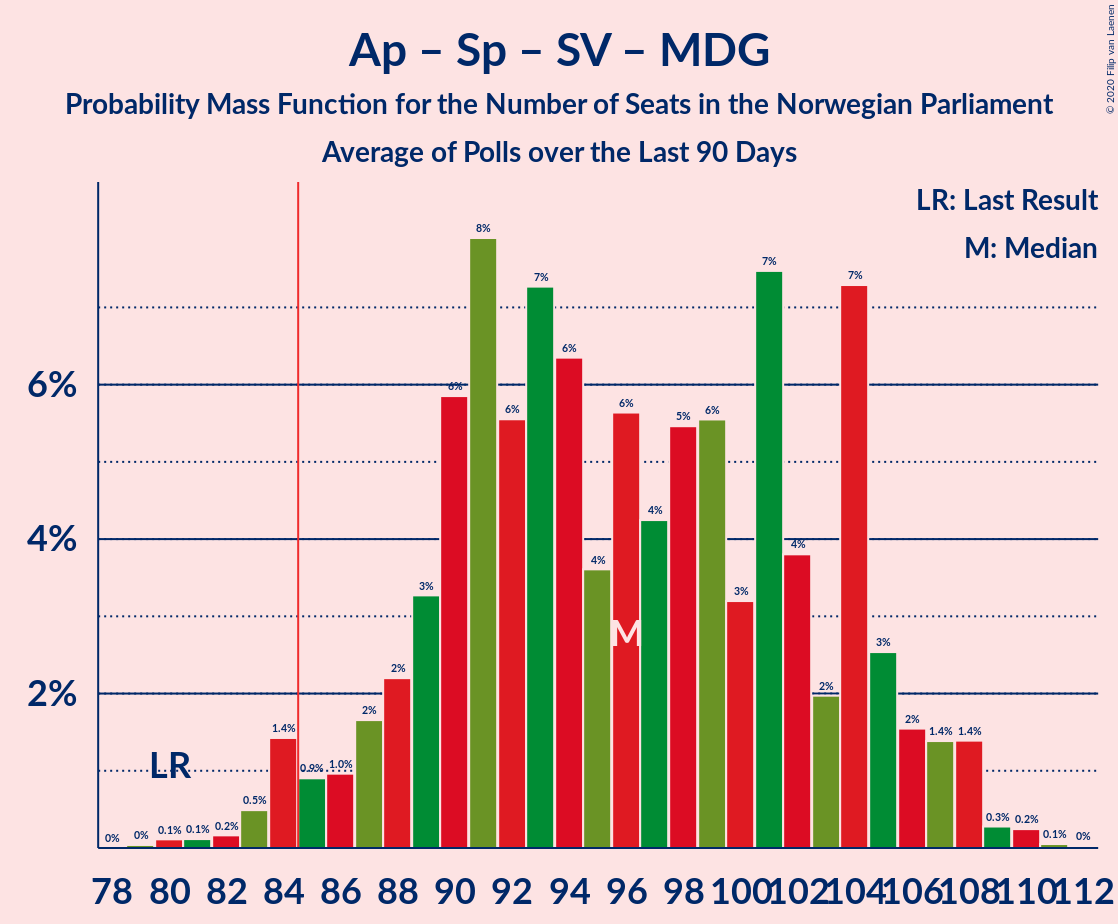 Ap – Sp – SV – MDG
Probability Mass Function for the Number of Seats in the Norwegian Parliament
Average of Polls over the Last 90 Days
© 2020 Filip van Laenen
LR: Last Result
M: Median
6%
4%
2%
0% 0% 0.1% 0.1% 0.2% 0.5% 1.4% 0.9% 1.0% 2% 2% 3% 6% 8% 6% 7% 6% 4% 6% 4% 5% 6% 3% 7% 4% 2% 7% 3% 2% 1.4% 1.4% 0.3% 0.2% 0.1% 0%
LR
M
78 80 82 84 86 88 90 92 94 96 98 100 102 104 106 108 110 112